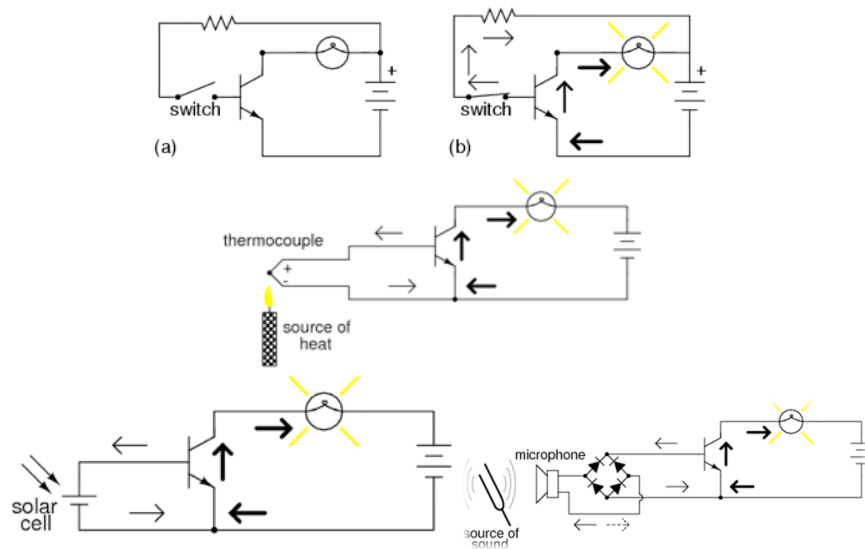 switch
(a)
+
switch
(b)
+
thermocouple
+
-
source of
heat
solar
cell
microphone
source of
sound